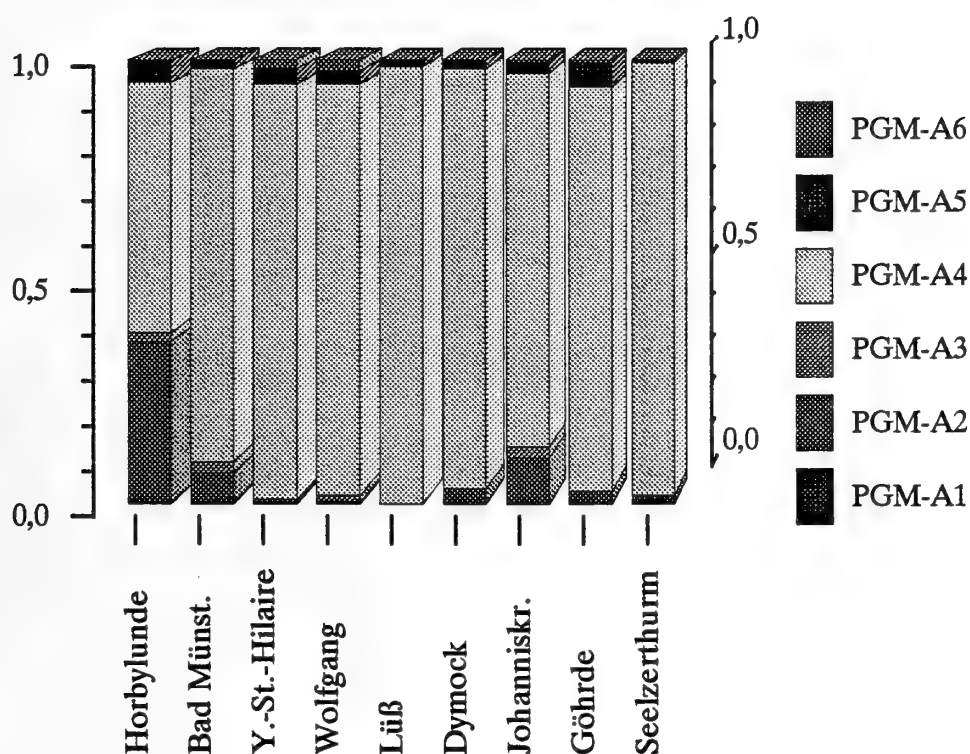 1,0
0,5
0,0
1,0
0,5
0,0
PGM-A6
PGM-A5
PGM-A4
PGM-A3
PGM-A2
PGM-A1
Horbylunde
Bad Münst.
Y.-St.-Hilaire
Wolfgang
Lüß
Dymock
Johanniskr.
Göhrde
Seelzerthurm